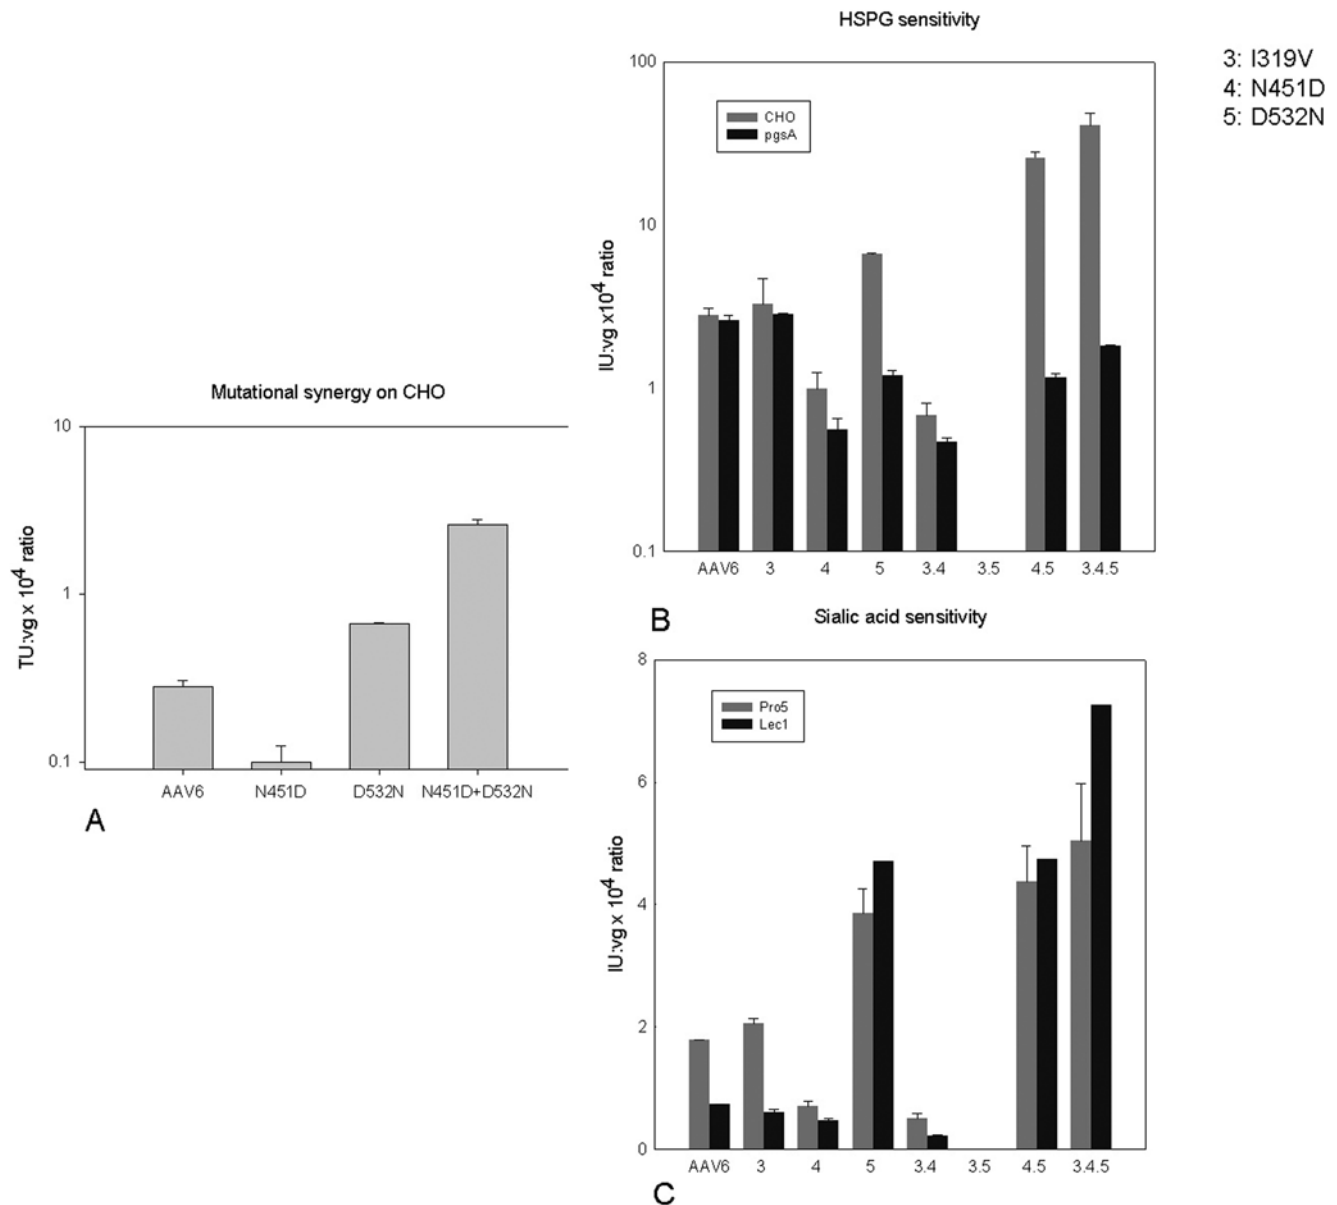 Mutational synergy on CHO
TU:vg x 10⁴ ratio
10
1
0.1
AAV6 N451D D532N N451D+D532N
A
HSPG sensitivity
3: I319V
4: N451D
5: D532N
IU:vg x10⁴ ratio
100
10
1
0.1
CHO
pgsA
AAV6 3 4 5 3.4 3.5 4.5 3.4.5
B
Sialic acid sensitivity
IU:vg x 10⁴ ratio
8
6
4
2
0
Pro5
Lec1
AAV6 3 4 5 3.4 3.5 4.5 3.4.5
C